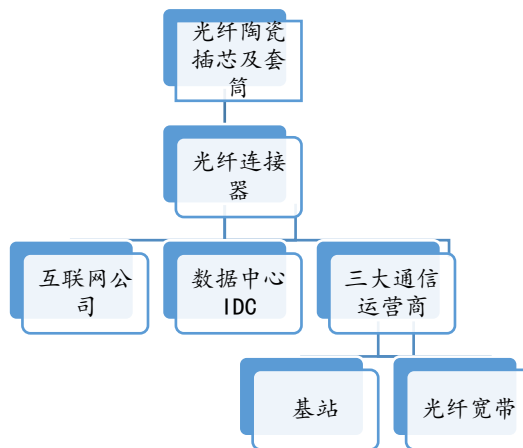 光纤陶瓷
插芯及套
筒
光纤连接
器
互联网公
司
数据中心
IDC
三大通信
运营商
基站
光纤宽带